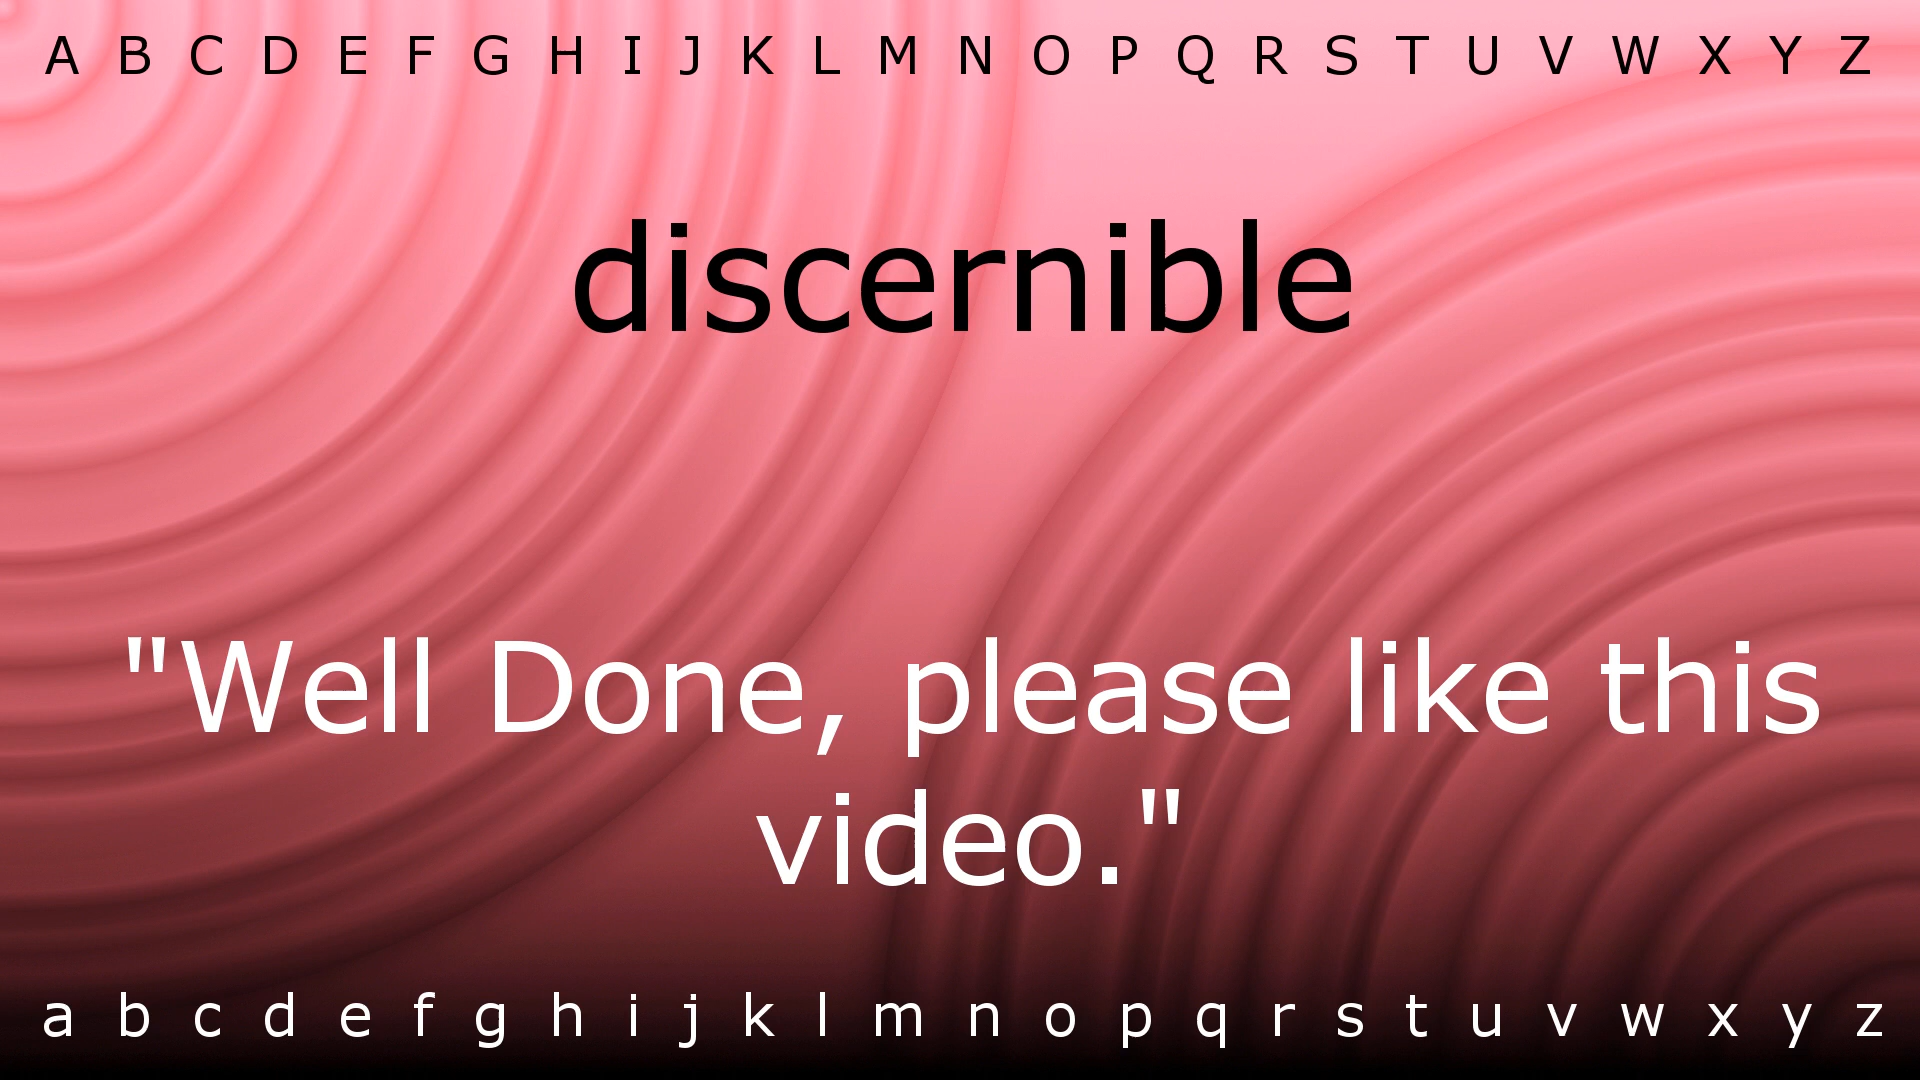 A B C D E F G H I J K L M N O P Q R S T U V W X Y Z
discernible
"Well Done, please like this
video."
a b c d e f g h i j k l m n o p q r s t u v w x y z